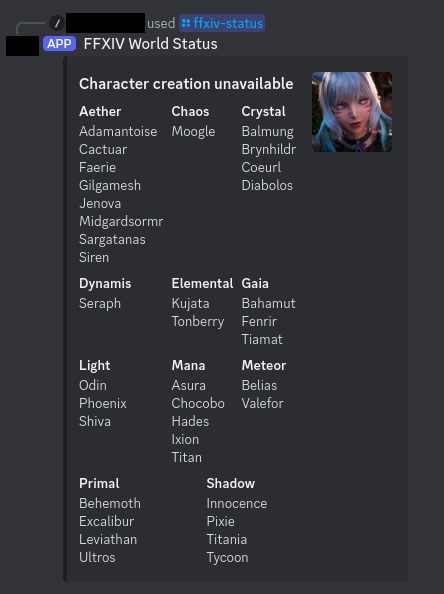 / used ffxiv-status
APP FFXIV World Status
Character creation unavailable
Aether
Adamantoise
Cactuar
Faerie
Gilgamesh
Jenova
Midgardsormr
Sargatanas
Siren
Chaos
Moogle
Crystal
Balmung
Brynhildr
Coeurl
Diabolos
Dynamis
Seraph
Elemental
Kujata
Tonberry
Gaia
Bahamut
Fenrir
Tiamat
Light
Odin
Phoenix
Shiva
Mana
Asura
Chocobo
Hades
Ixion
Titan
Meteor
Belias
Valefor
Primal
Behemoth
Excalibur
Leviathan
Ultros
Shadow
Innocence
Pixie
Titania
Tycoon